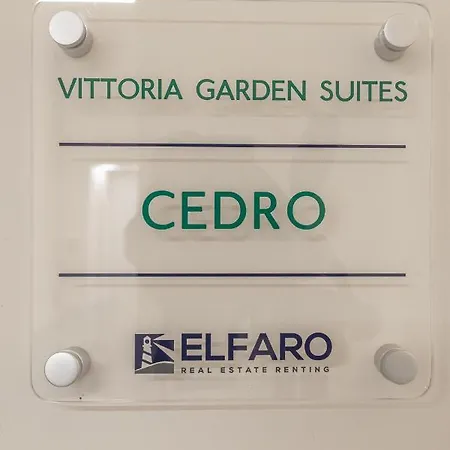 VITTORIA GARDEN SUITES
CEDRO
ELFARO
REAL ESTATE RENTING